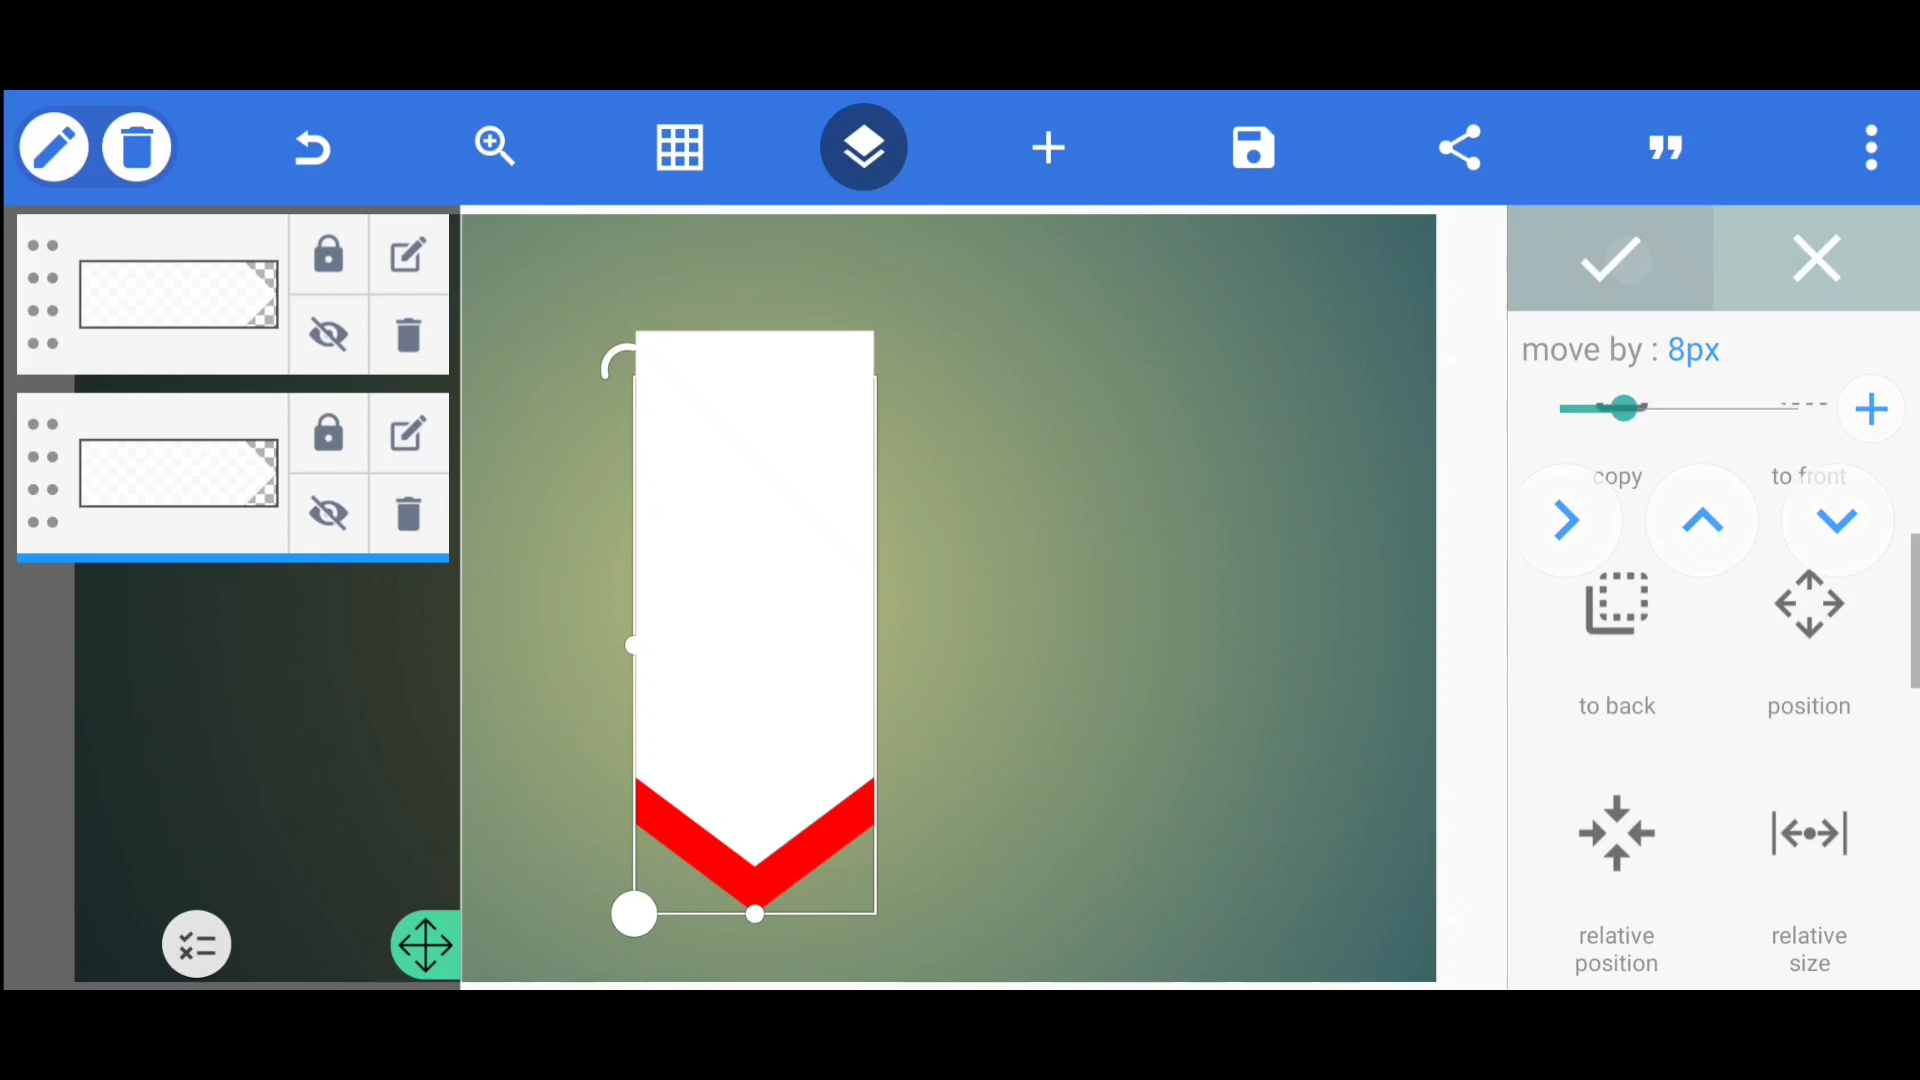 move by : 8px
copy
to front
to back
position
relative
position
relative
size